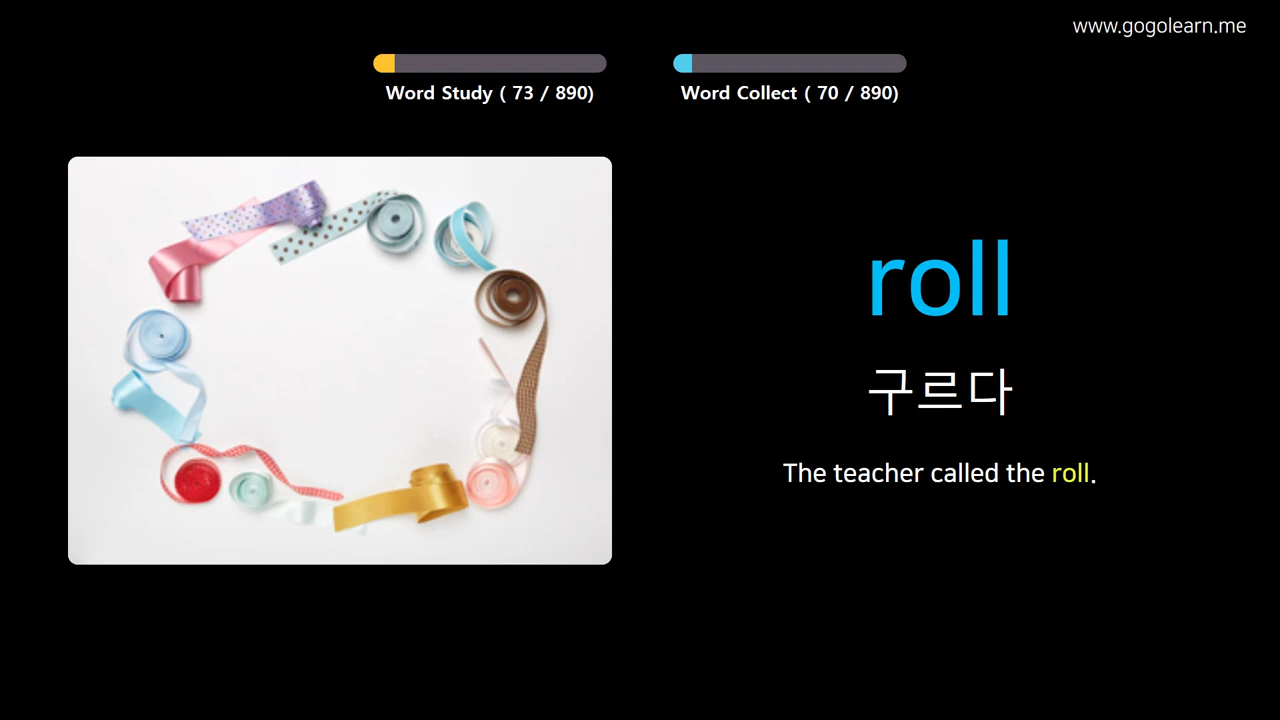 www.gogolearn.me
Word Study ( 73 / 890)
Word Collect ( 70 / 890)
roll
구르다
The teacher called the roll.